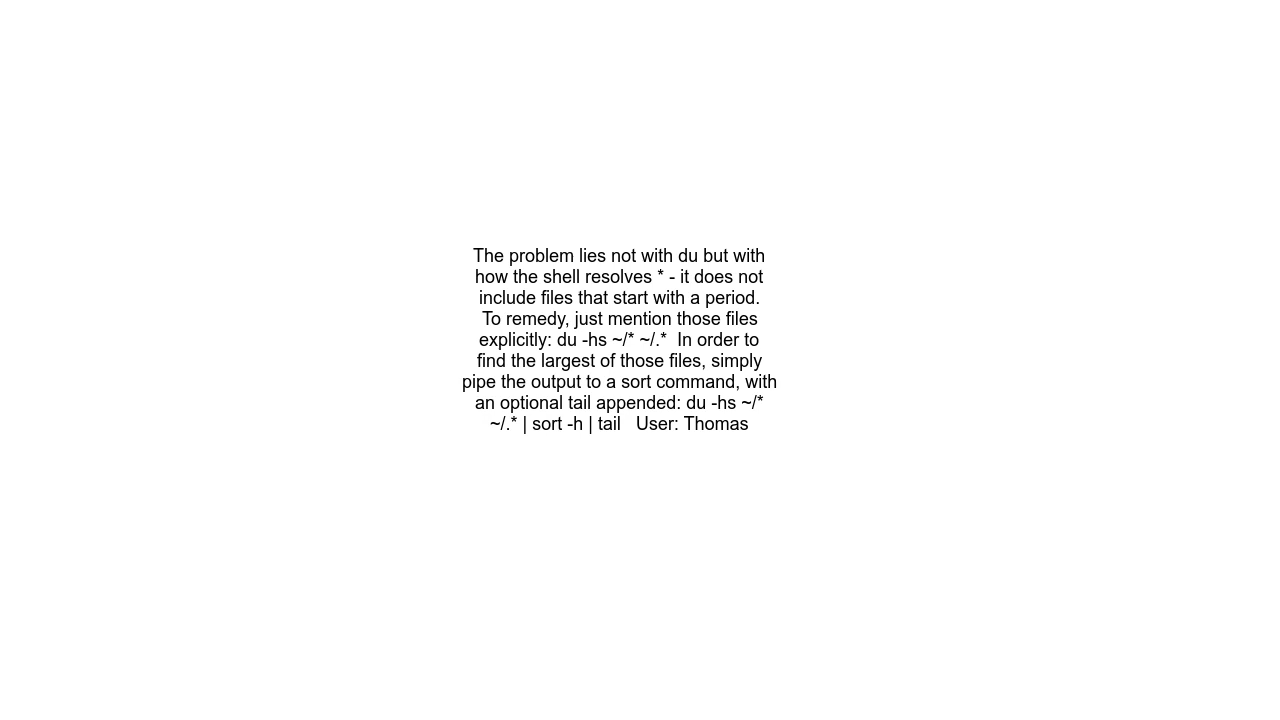 The problem lies not with du but with
how the shell resolves * - it does not
include files that start with a period.
To remedy, just mention those files
explicitly: du -hs ~/* ~/.*  In order to
find the largest of those files, simply
pipe the output to a sort command, with
an optional tail appended: du -hs ~/*
~/.* | sort -h | tail   User: Thomas